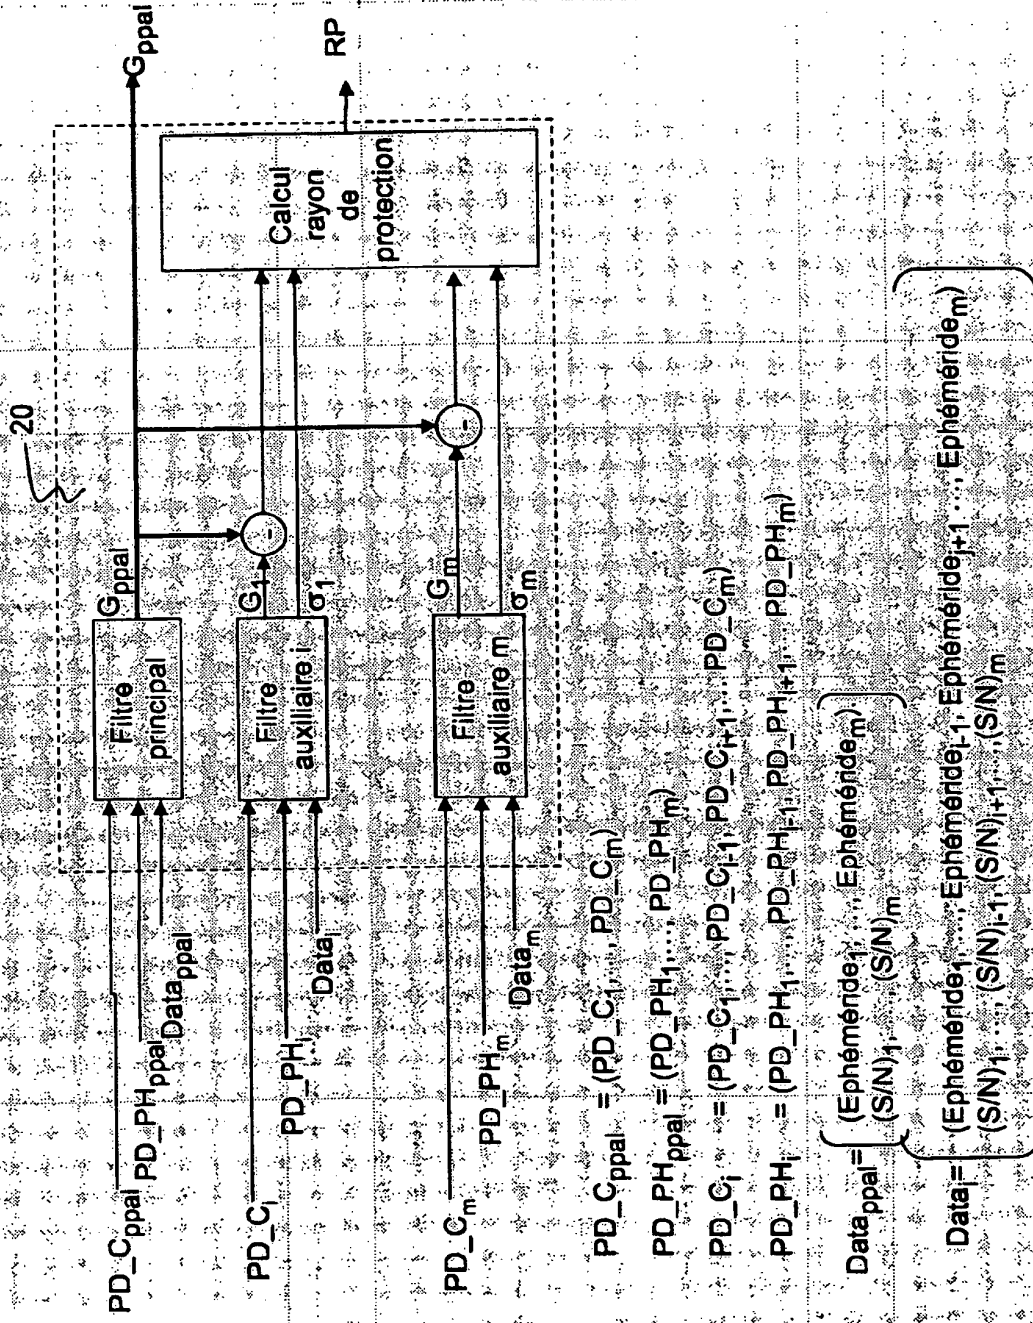 20
PD_C_ppal
PD_PH_ppal
Data_ppal
Filtre principal
G_ppal
G_ppal
PD_C_i
PD_PH_i
Data_i
Filtre auxiliaire i
G_1
σ_1
-
PD_C_m
PD_PH_m
Data_m
Filtre auxiliaire m
G_m
σ_m
-
Calcul rayon de protection
RP
PD_C_ppal = (PD_C_1,..., PD_C_m)
PD_PH_ppal = (PD_PH_1,..., PD_PH_m)
PD_C_i = (PD_C_1,..., PD_C_i-1, PD_C_i+1,... PD_C_m)
PD_PH_i = (PD_PH_1,..., PD_PH_i-1, PD_PH_i+1,... PD_PH_m)
Data_ppal= (Ephéméride_1,..., Ephéméride_m)
(S/N)_1,..., (S/N)_m
Data_i= (Ephéméride_1,..., Ephéméride_i-1, Ephéméride_j+1 ..., Ephéméride_m)
(S/N)_1,..., (S/N)_i-1, (S/N)_i+1,..., (S/N)_m